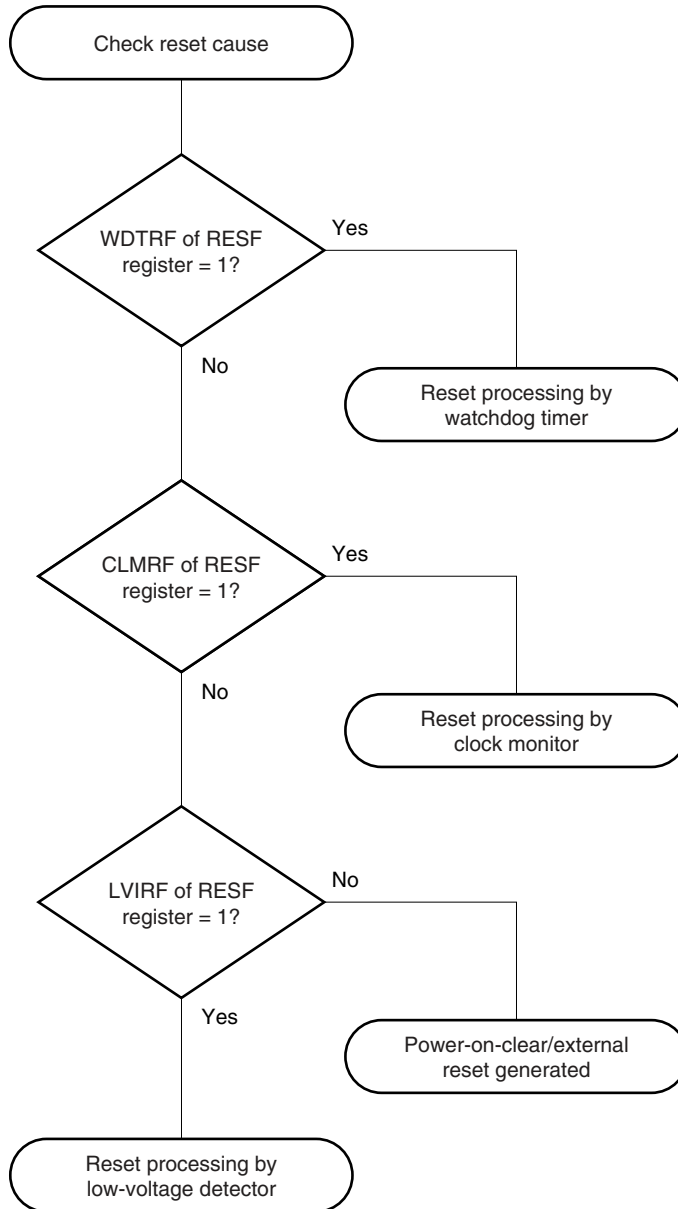 Check reset cause
WDTRF of RESF
register = 1?
Yes
No
Reset processing by
watchdog timer
CLMRF of RESF
register = 1?
Yes
No
Reset processing by
clock monitor
LVIRF of RESF
register = 1?
No
Yes
Power-on-clear/external
reset generated
Reset processing by
low-voltage detector